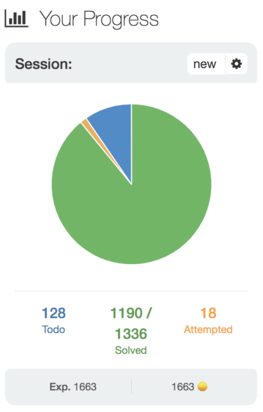 Your Progress
Session:
new
128
Todo
1190 /
1336
Solved
18
Attempted
Exp. 1663
1663